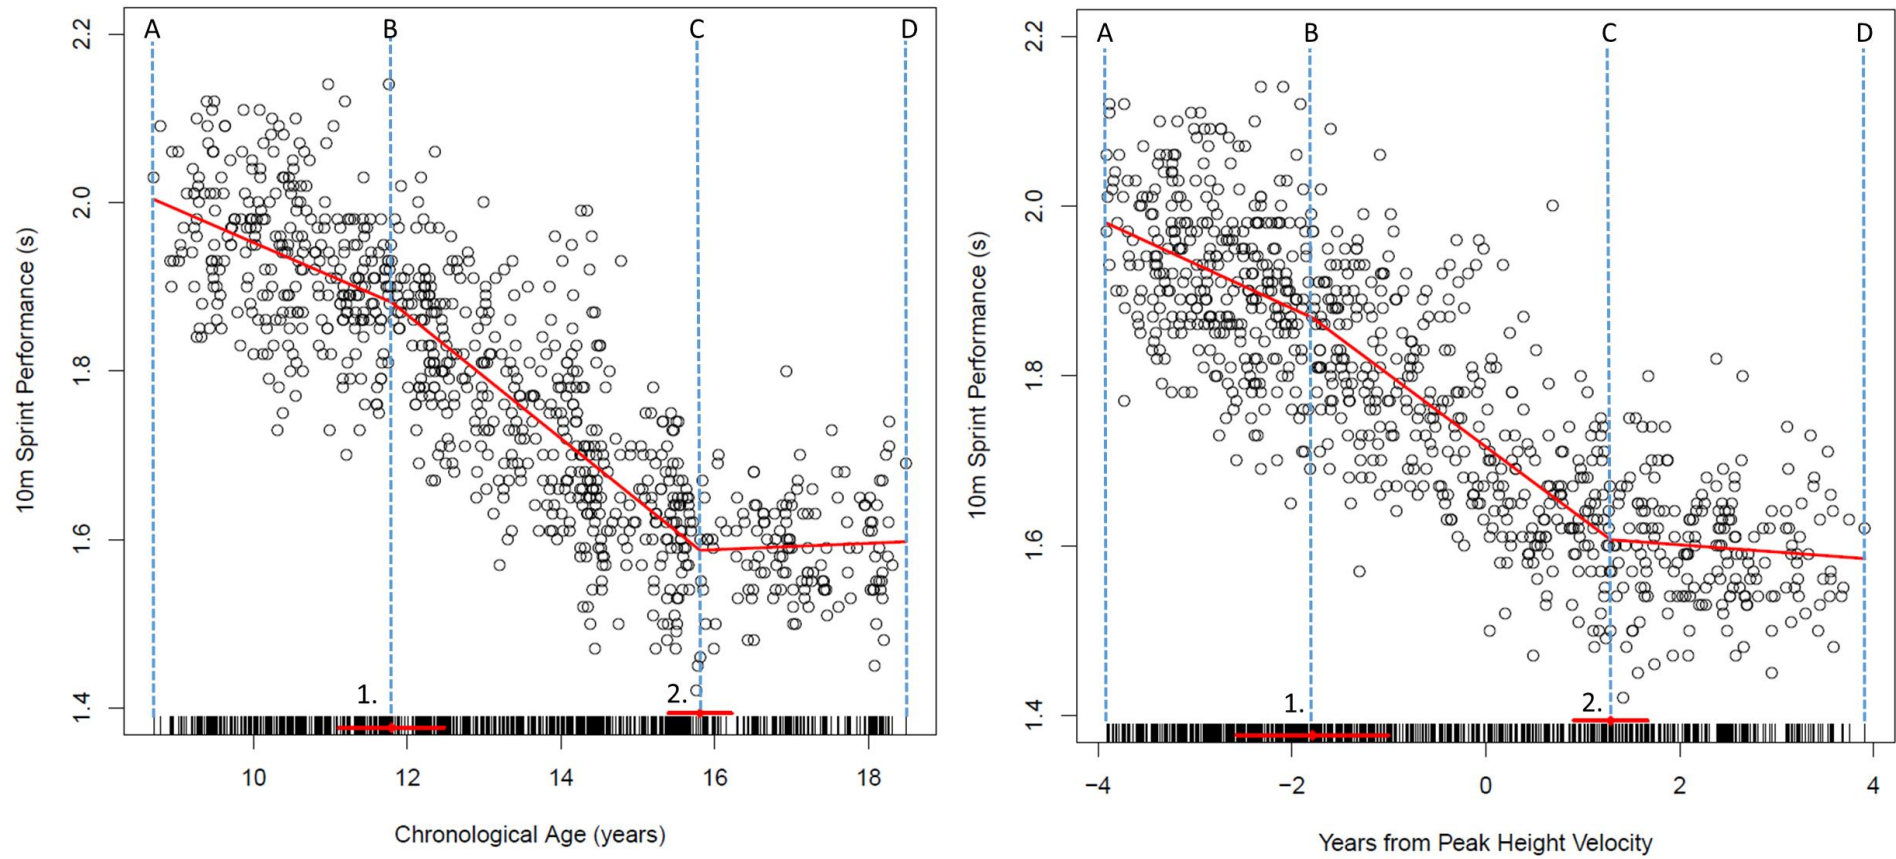 A B C D
2.2
2.0
1.8
1.6
1.4
10m Sprint Performance (s)
1. 2.
10 12 14 16 18
Chronological Age (years)
A B C D
2.2
2.0
1.8
1.6
1.4
10m Sprint Performance (s)
1. 2.
−4 −2 0 2 4
Years from Peak Height Velocity